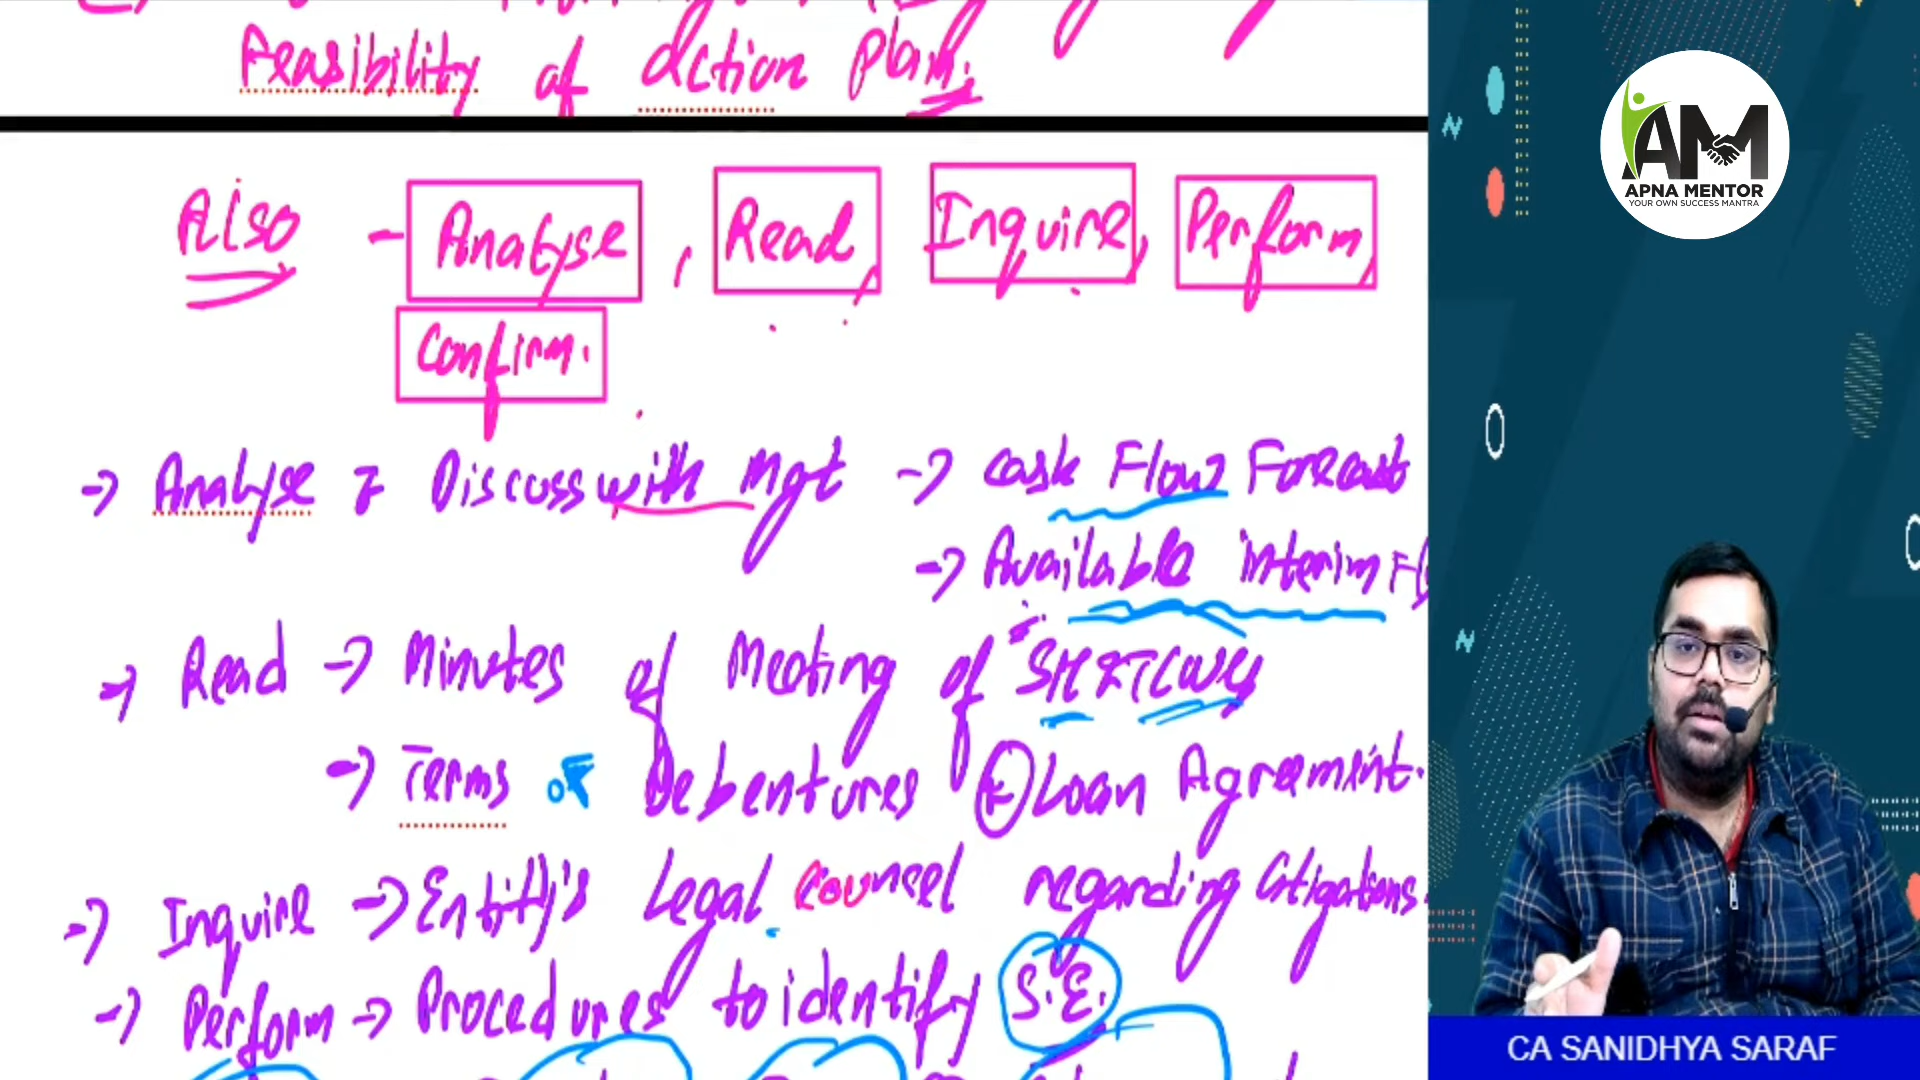 Feasibility of action plan.
Also - Analyse, Read, Inquire, Perform,
Confirm.
-> Analyse & Discuss with Mgt -> Cash Flow Forecast
-> Available interim
-> Read -> Minutes of Meeting of SH & TCWG
-> Terms of Debentures & Loan Agreement.
-> Inquire -> Entity's Legal Counsel regarding litigations.
-> Perform -> Procedures to identify S.E.
AM
APNA MENTOR
YOUR OWN SUCCESS MANTRA
CA SANIDHYA SARAF